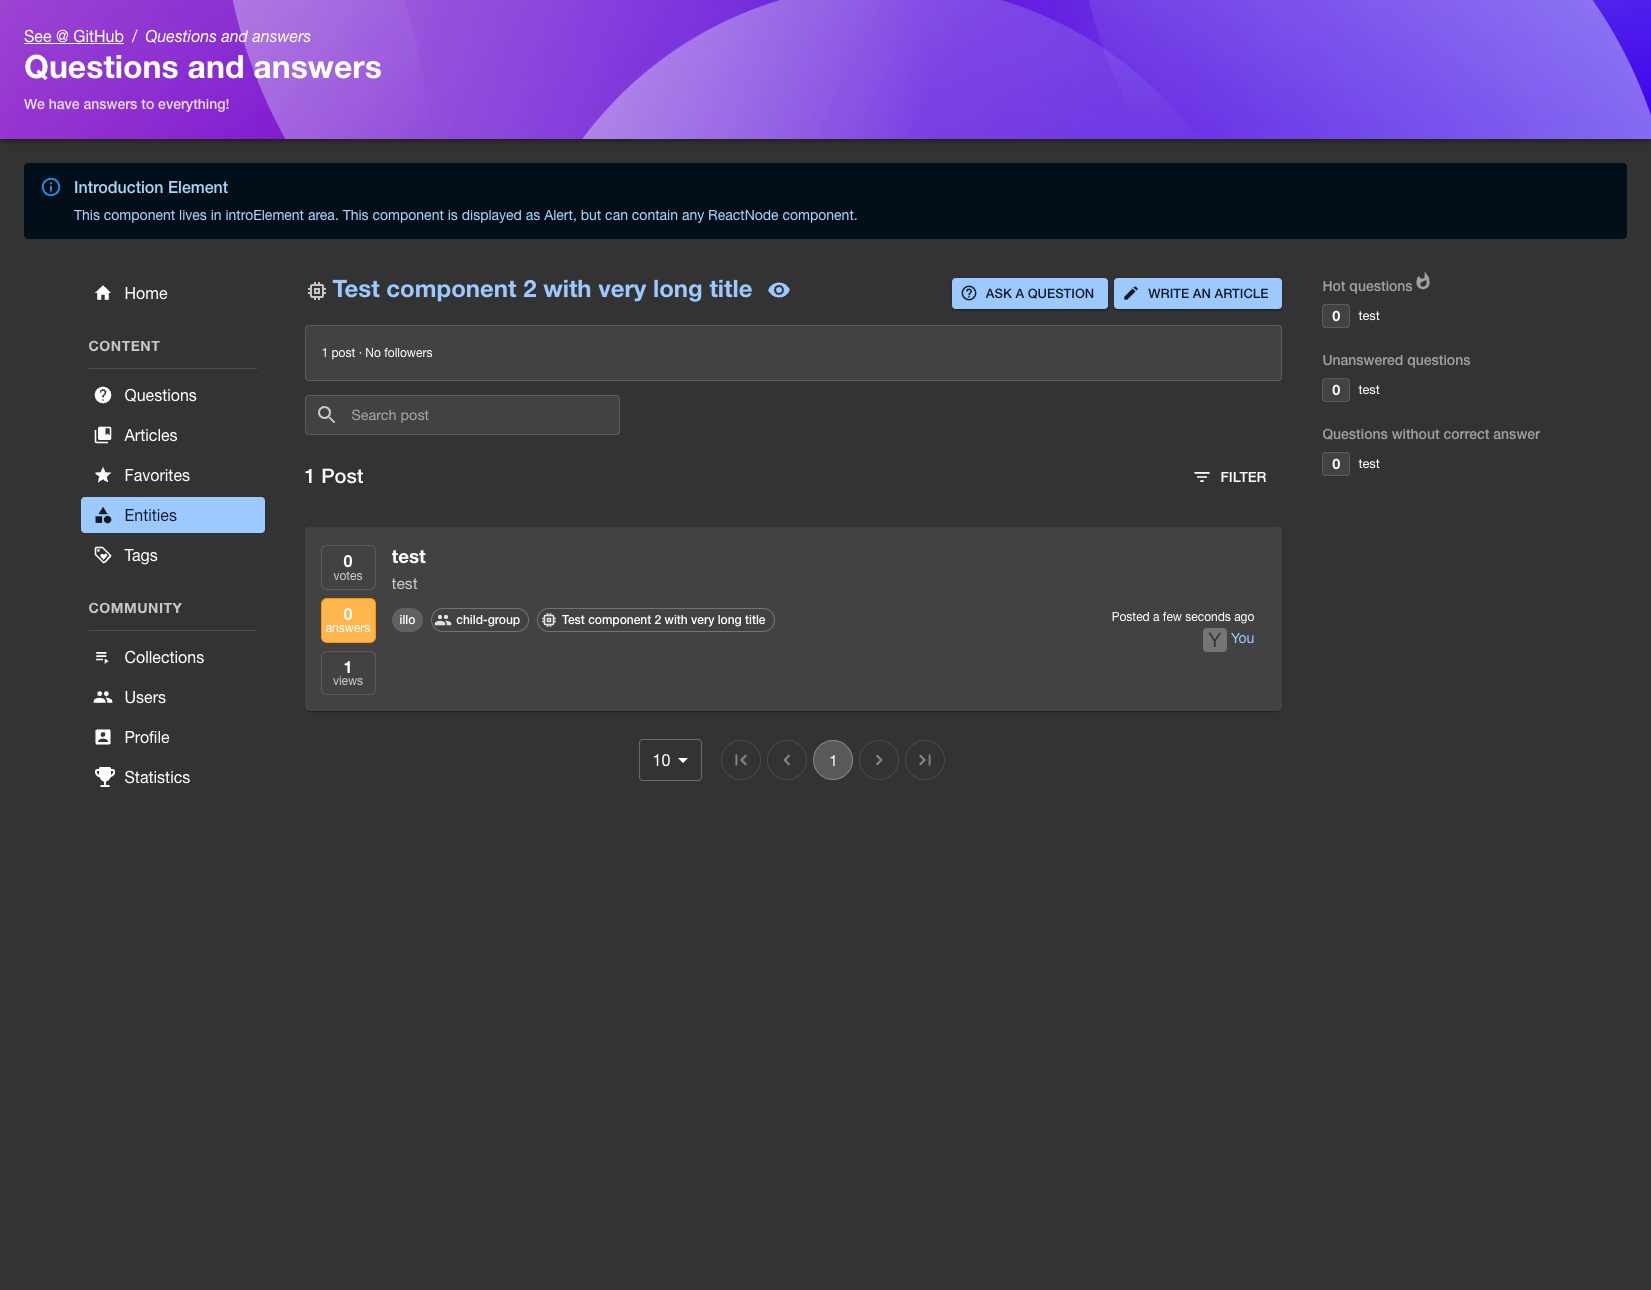 See @ GitHub / Questions and answers
Questions and answers
We have answers to everything!
Introduction Element
This component lives in introElement area. This component is displayed as Alert, but can contain any ReactNode component.
Home
CONTENT
Questions
Articles
Favorites
Entities
Tags
COMMUNITY
Collections
Users
Profile
Statistics
Test component 2 with very long title
ASK A QUESTION
WRITE AN ARTICLE
1 post · No followers
Search post
1 Post
FILTER
0
votes
0
answers
1
views
test
test
illo child-group Test component 2 with very long title
Posted a few seconds ago
Y You
10
1
Hot questions
0 test
Unanswered questions
0 test
Questions without correct answer
0 test